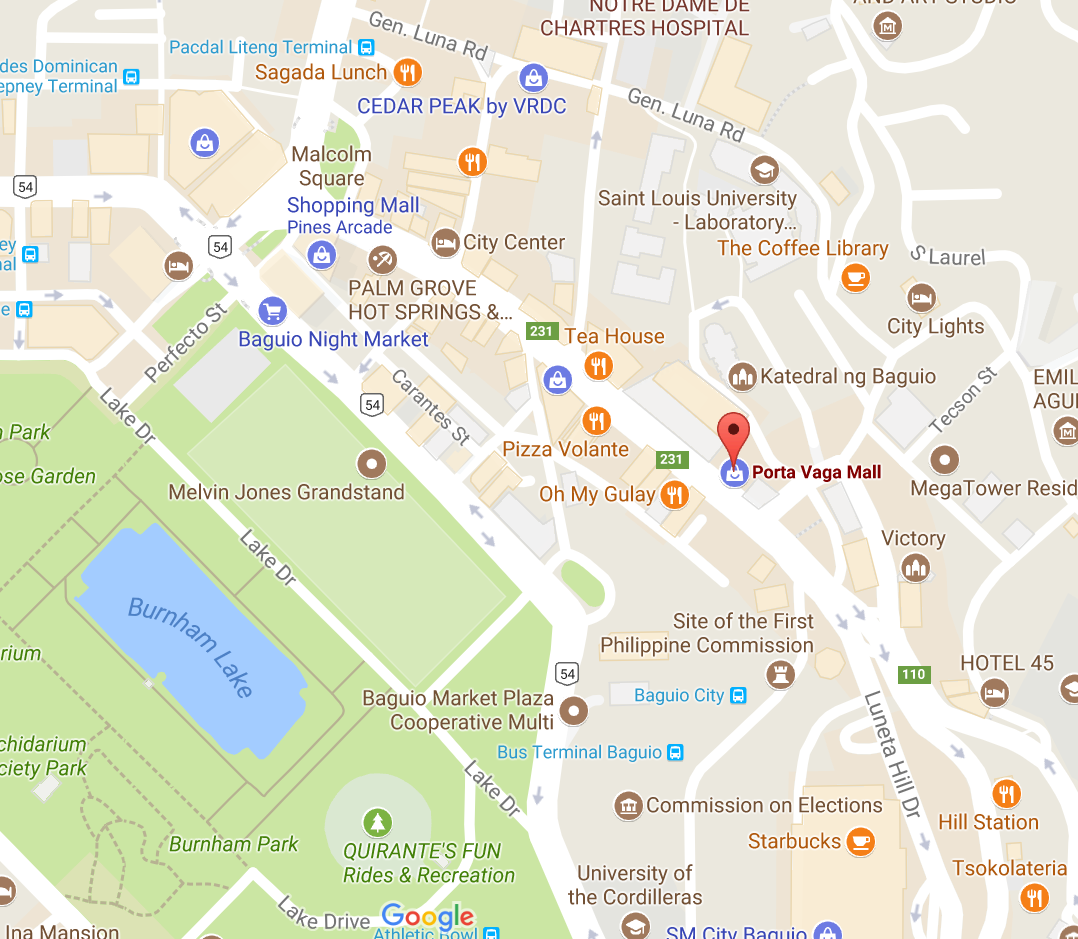 AND ART STUDIO
NOTRE DAME DE
CHARTRES HOSPITAL
Gen. Luna Rd
Pacdal Liteng Terminal
des Dominican
epney Terminal
Sagada Lunch
CEDAR PEAK by VRDC
Gen. Luna Rd
Malcolm
Square
54
Saint Louis University
- Laboratory...
Shopping Mall
Pines Arcade
54
City Center
The Coffee Library
S Laurel
ey
al
PALM GROVE
HOT SPRINGS &...
e
Perfecto St
Baguio Night Market
231
Tea House
City Lights
Katedral ng Baguio
Tecson St
EMIL
AGUI
Lake Dr
54
Carantes St
Park
ose Garden
Pizza Volante
231
Porta Vaga Mall
Melvin Jones Grandstand
Oh My Gulay
MegaTower Resid
Lake Dr
Victory
Burnham Lake
Site of the First
Philippine Commission
arium
54
110
HOTEL 45
Baguio City
Baguio Market Plaza
Cooperative Multi
Luneta Hill Dr
chidarium
ciety Park
Bus Terminal Baguio
Lake Dr
Commission on Elections
Hill Station
Burnham Park
QUIRANTE'S FUN
Rides & Recreation
Starbucks
Tsokolateria
University of
the Cordilleras
Lake Drive
Google
Athletic Bowl
Ina Mansion
SM City Baguio